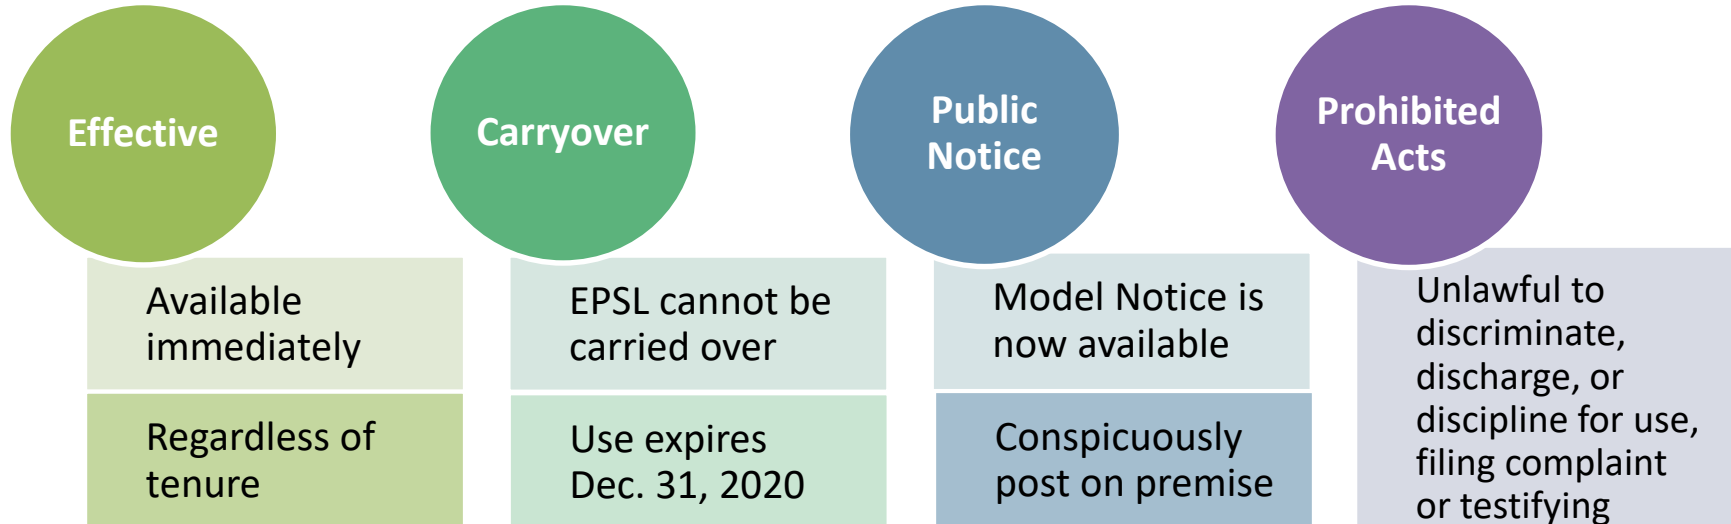 Effective
Available
immediately
Regardless of
tenure
Carryover
EPSL cannot be
carried over
Use expires
Dec. 31, 2020
Public
Notice
Model Notice is
now available
Conspicuously
post on premise
Prohibited
Acts
Unlawful to
discriminate,
discharge, or
discipline for use,
filing complaint
or testifying